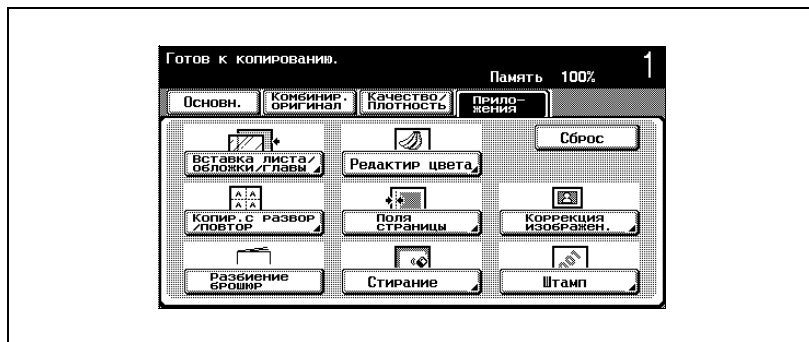 Готов к копированию.
Память 100% 1
Основн.
Комбинир.
оригинал
Качество/
плотность
Прило-
жения
Сброс
Вставка листа/
обложки/главы
Редактир цвета
A A
A A
Копир.с развор
/повтор
Поля
страницы
Коррекция
изображен.
Разбиение
брошюр
Стирание
001
Штамп